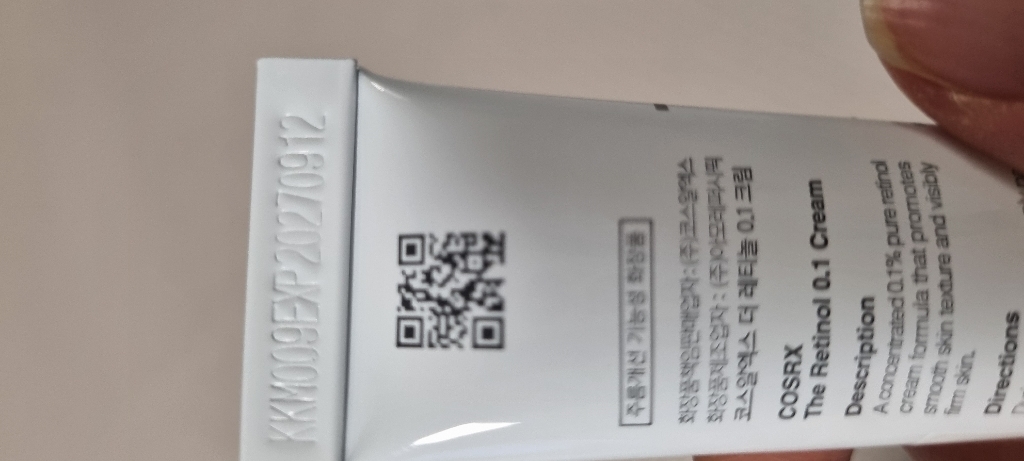 KKM009EXP20270912
주름개선 기능성 화장품
화장품책임판매업자 : (주)코스알엑스
화장품제조업자 : (주)아모레퍼시픽
코스알엑스 더 레티놀 0.1 크림
COSRX
The Retinol 0.1 Cream
Description
A concentrated 0.1% pure retinol
cream formula that promotes
smooth skin texture and visibly
firm skin.
Directions